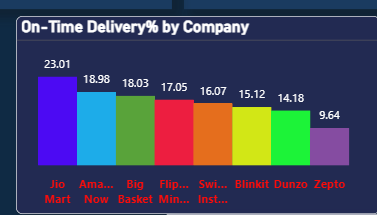 On-Time Delivery% by Company
23.01
18.98
18.03
17.05
16.07
15.12
14.18
9.64
Jio Ama... Big Flip... Swi... Blinkit Dunzo Zepto
Mart Now Basket Min... Inst...